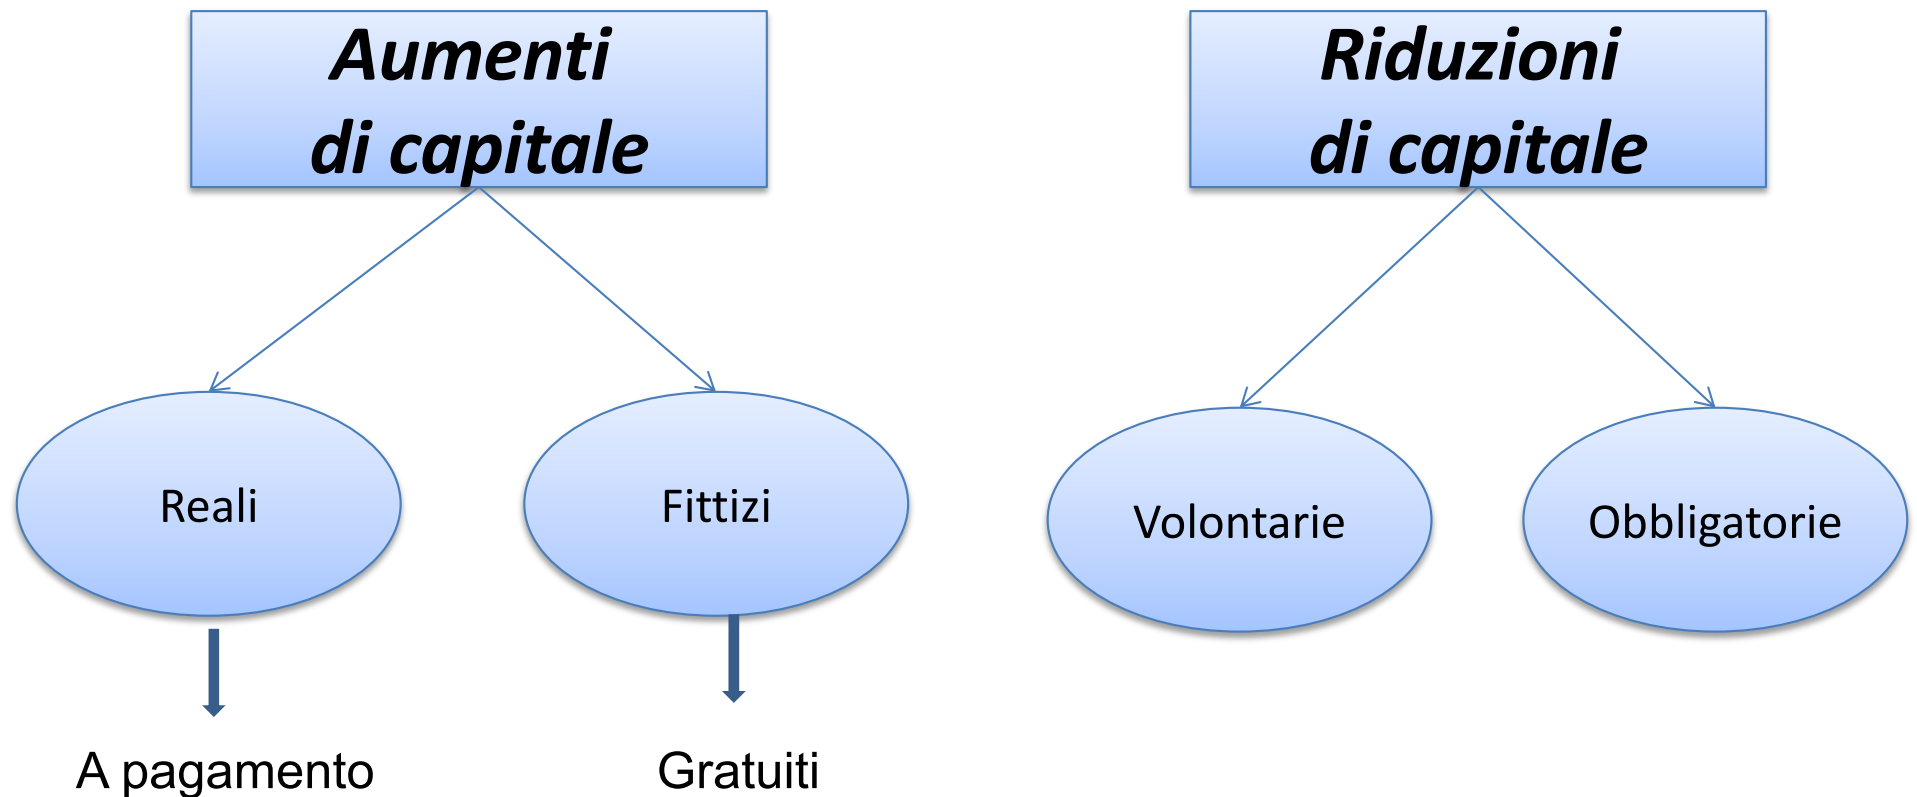 Aumenti
di capitale
Riduzioni
di capitale
Reali
Fittizi
Volontarie
Obbligatorie
A pagamento
Gratuiti